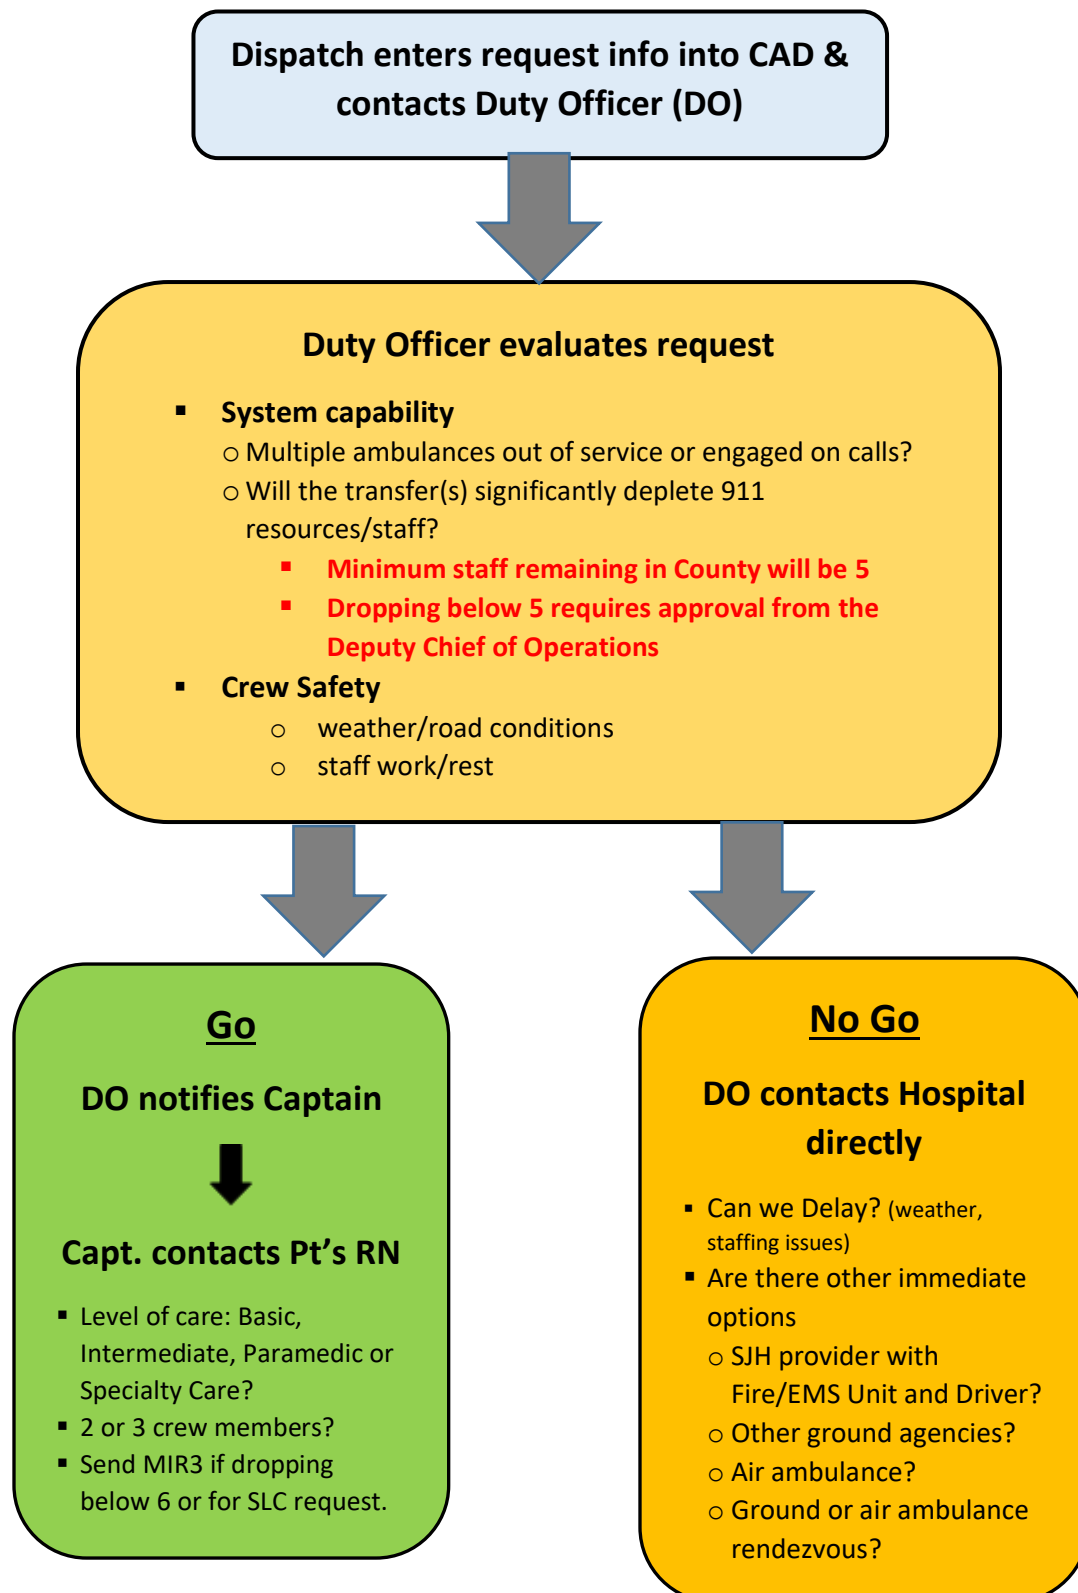 Dispatch enters request info into CAD &
contacts Duty Officer (DO)
Duty Officer evaluates request
▪ System capability
o Multiple ambulances out of service or engaged on calls?
o Will the transfer(s) significantly deplete 911
resources/staff?
▪ Minimum staff remaining in County will be 5
▪ Dropping below 5 requires approval from the
Deputy Chief of Operations
▪ Crew Safety
o weather/road conditions
o staff work/rest
Go
DO notifies Captain
Capt. contacts Pt’s RN
▪ Level of care: Basic,
Intermediate, Paramedic or
Specialty Care?
▪ 2 or 3 crew members?
▪ Send MIR3 if dropping
below 6 or for SLC request.
No Go
DO contacts Hospital
directly
▪ Can we Delay? (weather,
staffing issues)
▪ Are there other immediate
options
o SJH provider with
Fire/EMS Unit and Driver?
o Other ground agencies?
o Air ambulance?
o Ground or air ambulance
rendezvous?